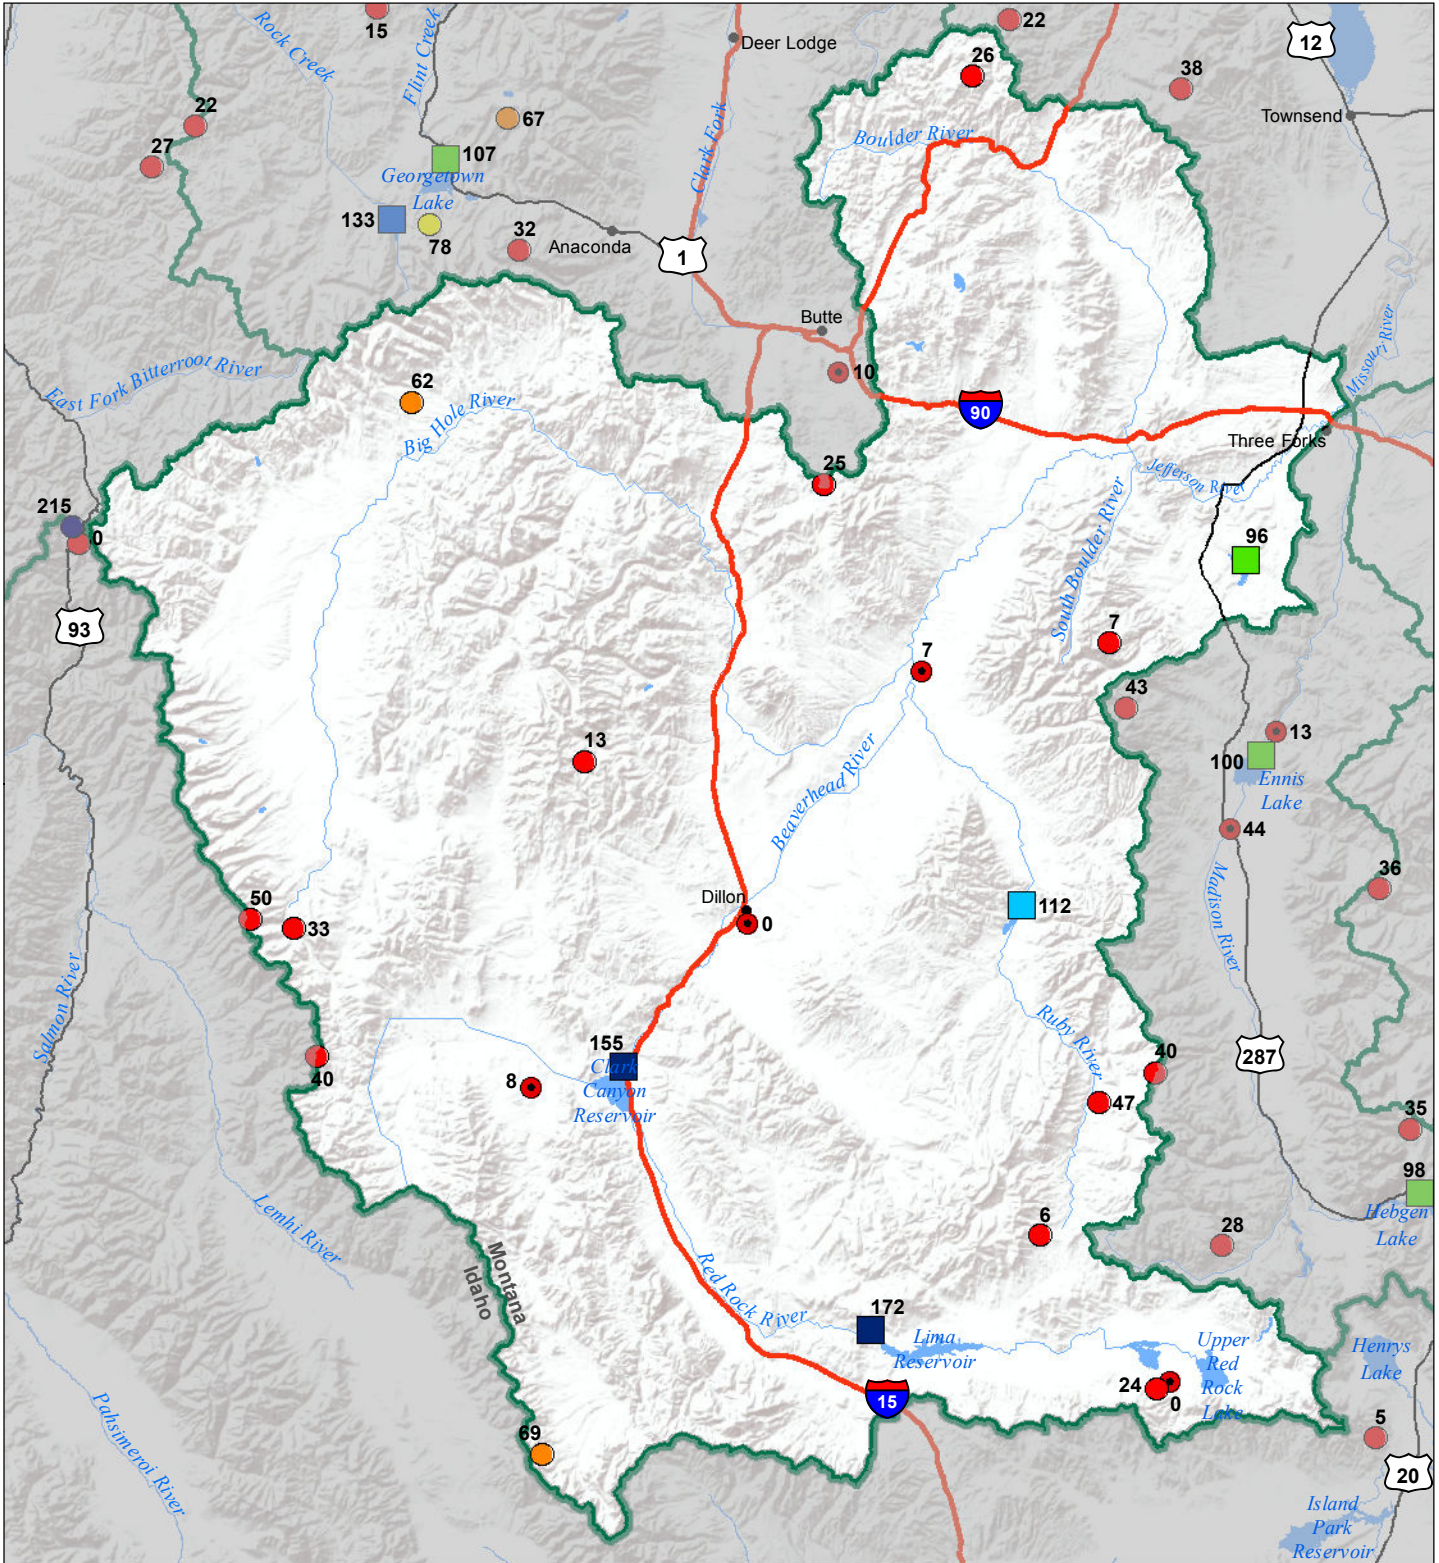 15
Rock Creek
Flint Creek
Deer Lodge
22
12
26
38
Townsend
22
67
27
107
Georgetown
Lake
Clark Fork
Boulder River
133
78
32
Anaconda
1
Butte
10
Missouri River
East Fork Bitterroot River
62
Big Hole River
90
Three Forks
25
Jefferson River
215
0
South Boulder River
96
93
7
7
43
13
13
100
Ennis
Lake
Beaverhead River
44
36
Madison River
50
33
Dillon
0
112
Salmon River
Ruby River
155
Clark
Canyon
Reservoir
40
8
40
287
47
35
98
Hebgen
Lake
Lemhi River
6
28
Montana
Idaho
Red Rock River
172
Lima
Reservoir
Upper
Red
Rock
Lake
Henrys
Lake
24
0
15
5
Pahsimeroi River
69
20
Island
Park
Reservoir